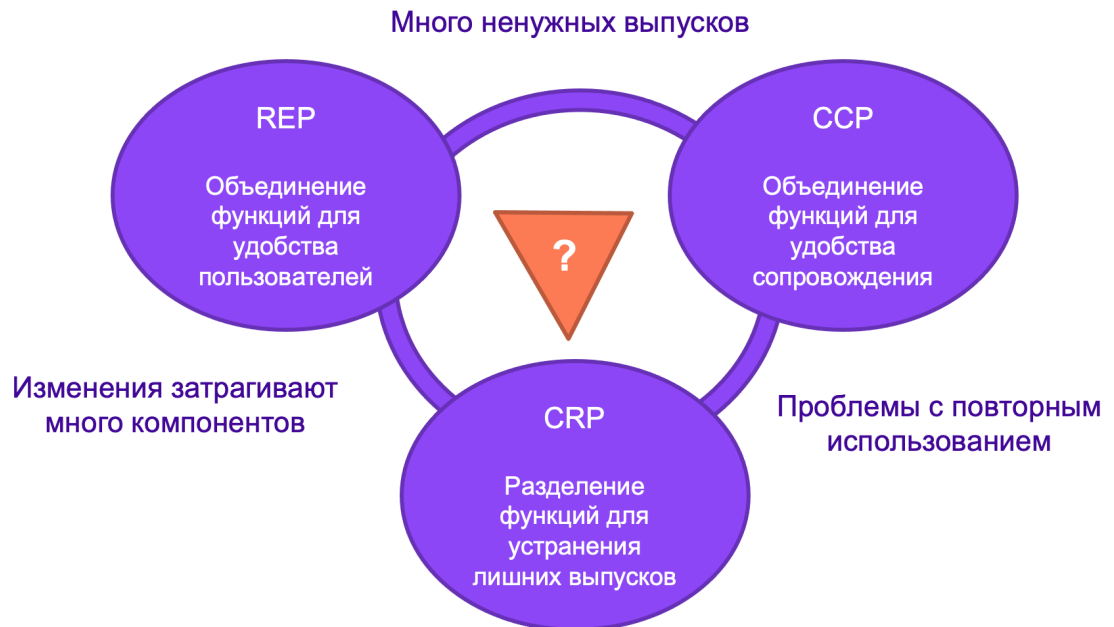 Много ненужных выпусков
REP
Объединение
функций для
удобства
пользователей
CCP
Объединение
функций для
удобства
сопровождения
?
Изменения затрагивают
много компонентов
CRP
Разделение
функций для
устранения
лишних выпусков
Проблемы с повторным
использованием